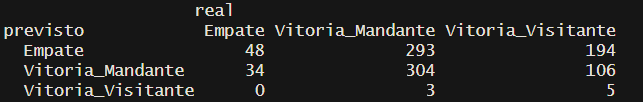 real
previsto Empate Vitoria_Mandante Vitoria_Visitante
Empate 48 293 194
Vitoria_Mandante 34 304 106
Vitoria_Visitante 0 3 5